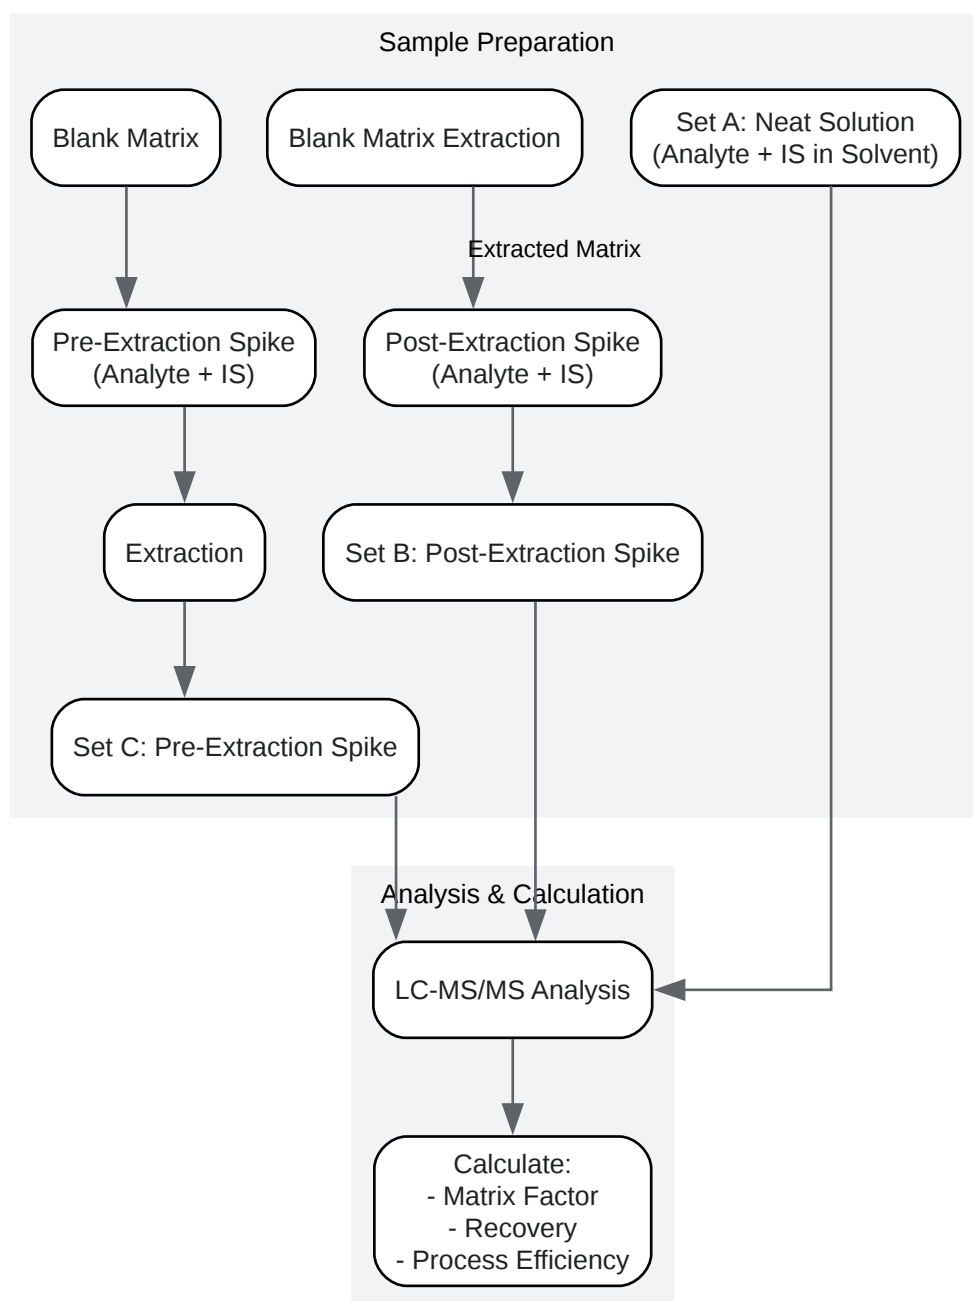 Sample Preparation
Blank Matrix
Blank Matrix Extraction
Set A: Neat Solution
(Analyte + IS in Solvent)
Extracted Matrix
Pre-Extraction Spike
(Analyte + IS)
Post-Extraction Spike
(Analyte + IS)
Extraction
Set B: Post-Extraction Spike
Set C: Pre-Extraction Spike
Analysis & Calculation
LC-MS/MS Analysis
Calculate:
- Matrix Factor
- Recovery
- Process Efficiency